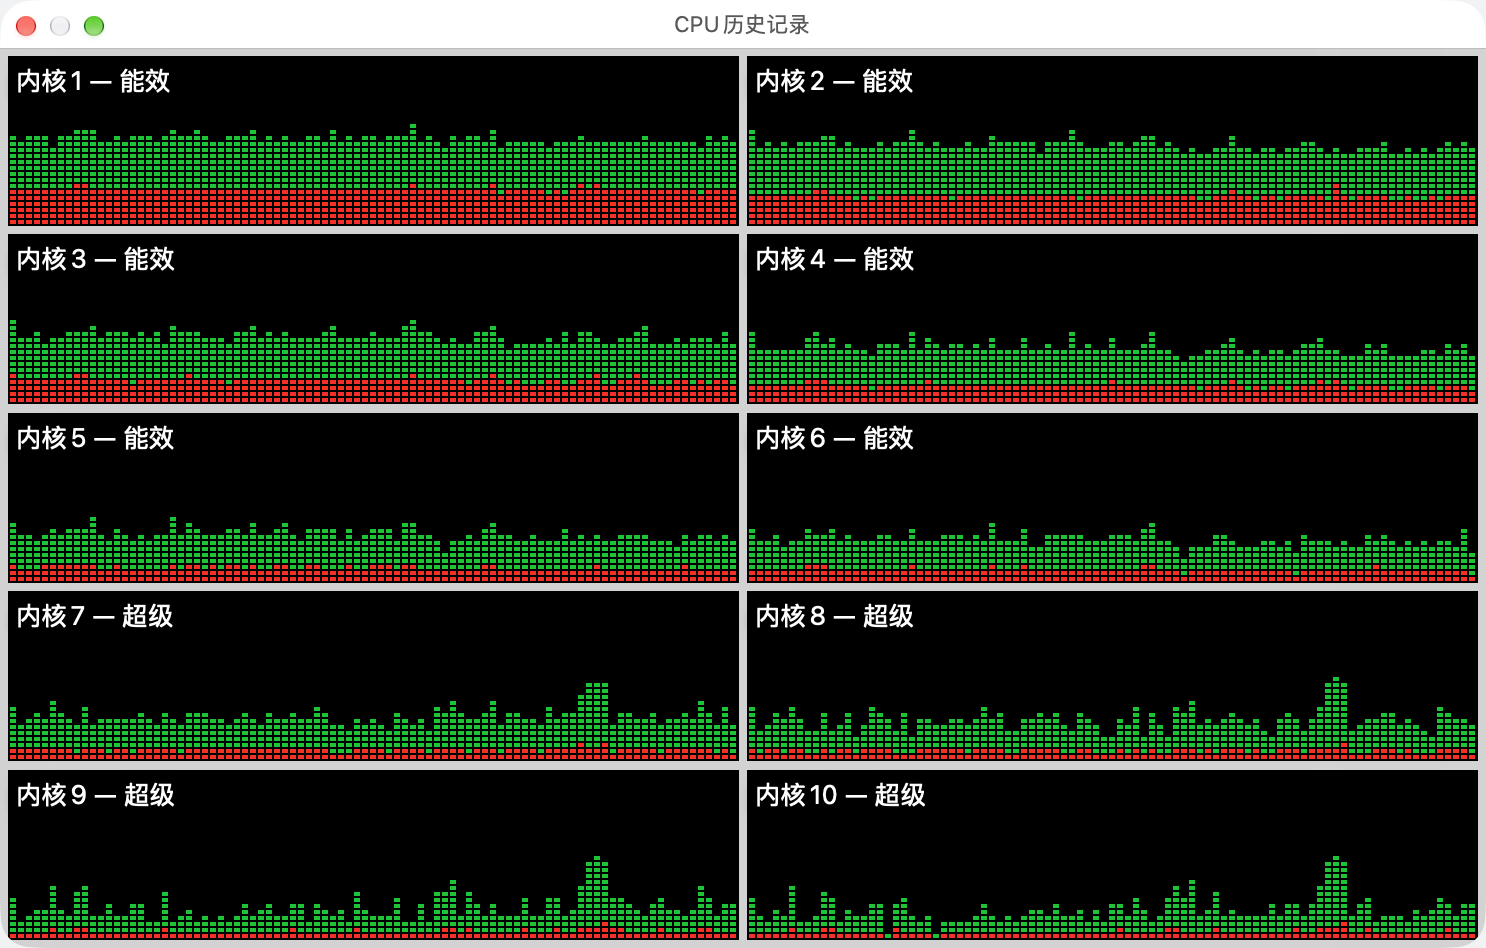 CPU 历史记录
内核 1 — 能效
内核 2 — 能效
内核 3 — 能效
内核 4 — 能效
内核 5 — 能效
内核 6 — 能效
内核 7 — 超级
内核 8 — 超级
内核 9 — 超级
内核 10 — 超级